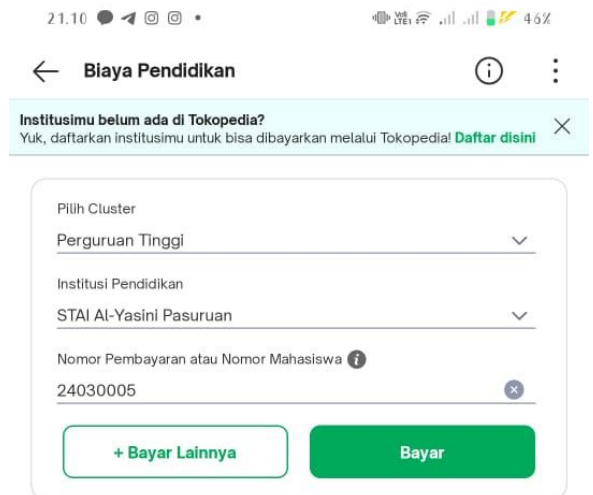 21.10
46%
Biaya Pendidikan
Institusimu belum ada di Tokopedia?
Yuk, daftarkan institusimu untuk bisa dibayarkan melalui Tokopedia! Daftar disini
Pilih Cluster
Perguruan Tinggi
Institusi Pendidikan
STAI Al-Yasini Pasuruan
Nomor Pembayaran atau Nomor Mahasiswa
24030005
+ Bayar Lainnya
Bayar